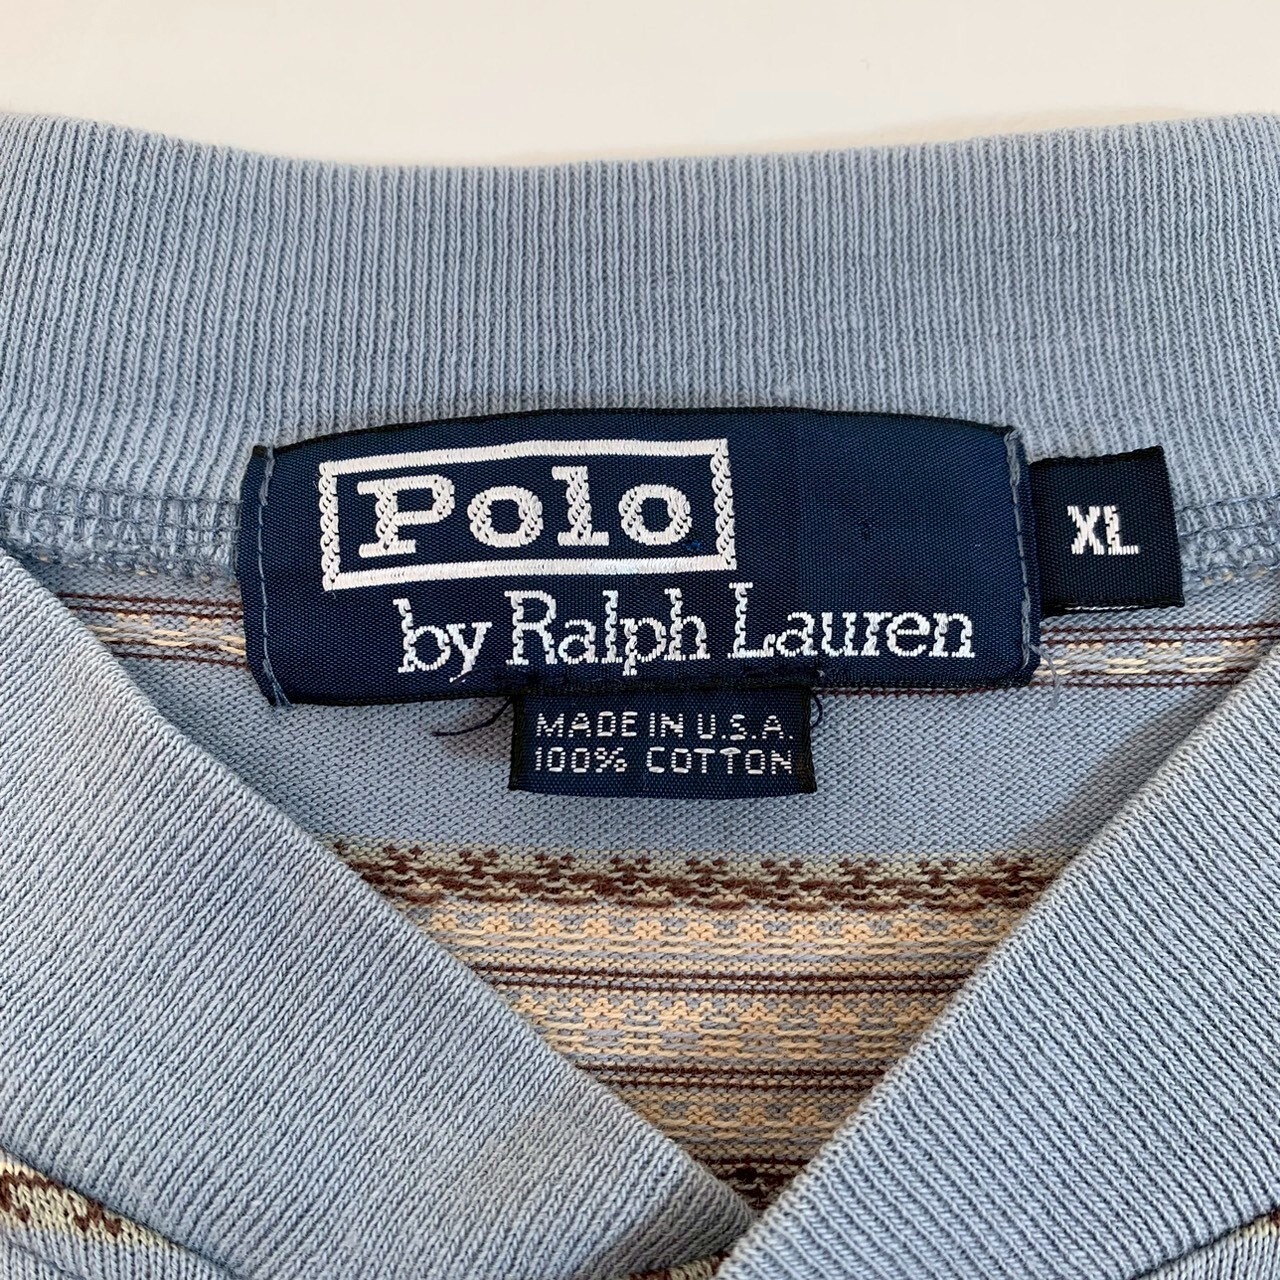 Polo
by Ralph Lauren
XL
MADE IN U.S.A.
100% COTTON